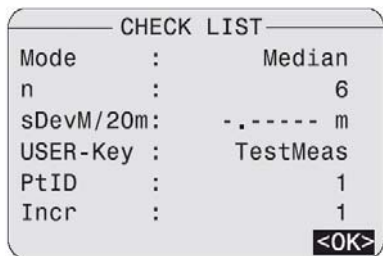 CHECK LIST
Mode : Median
n : 6
sDevM/20m: -.----- m
USER-Key : TestMeas
PtID : 1
Incr : 1
<OK>